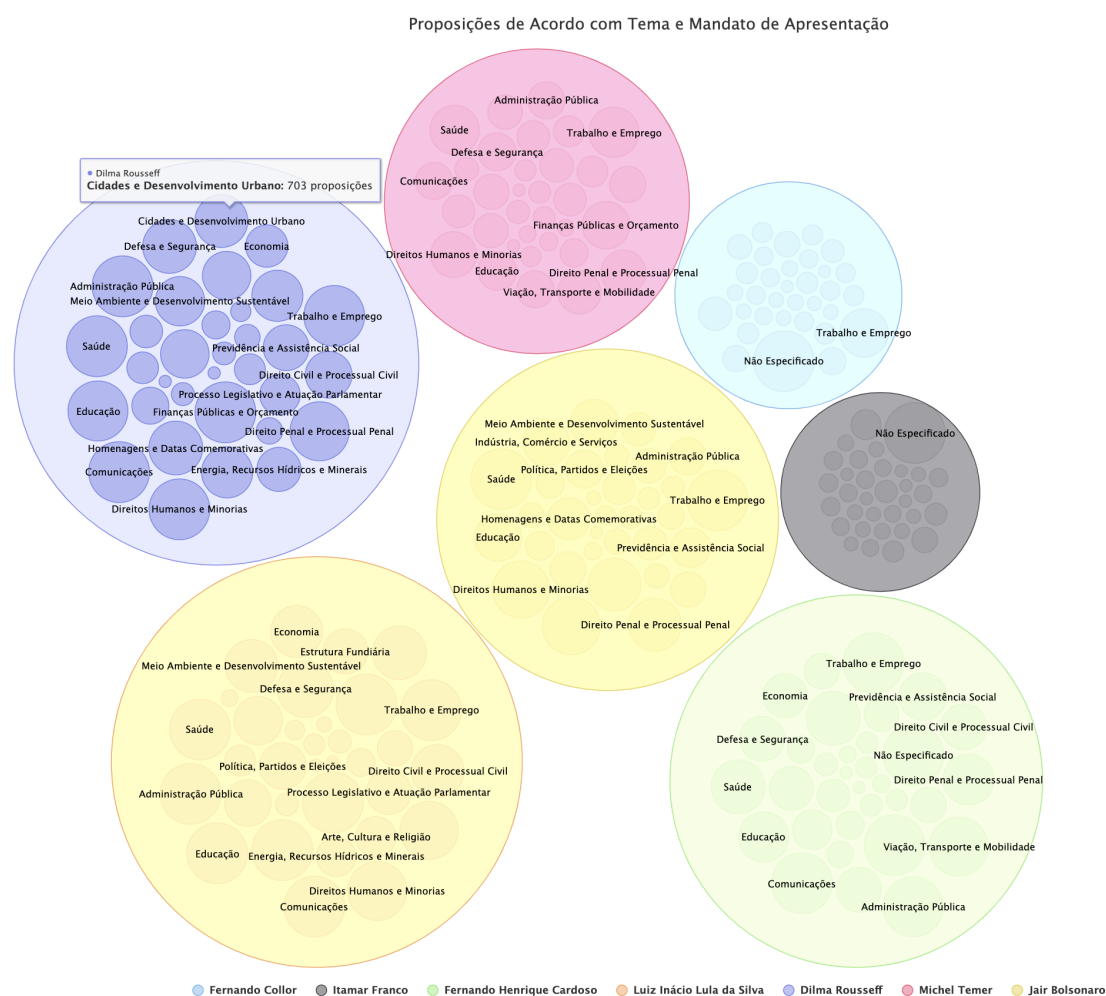 Proposições de Acordo com Tema e Mandato de Apresentação
Administração Pública
Saúde
Trabalho e Emprego
Defesa e Segurança
Comunicações
Finanças Públicas e Orçamento
Direitos Humanos e Minorias
Educação
Direito Penal e Processual Penal
Viação, Transporte e Mobilidade
● Dilma Rousseff
Cidades e Desenvolvimento Urbano: 703 proposições
Cidades e Desenvolvimento Urbano
Defesa e Segurança
Economia
Administração Pública
Meio Ambiente e Desenvolvimento Sustentável
Trabalho e Emprego
Saúde
Previdência e Assistência Social
Direito Civil e Processual Civil
Processo Legislativo e Atuação Parlamentar
Educação
Finanças Públicas e Orçamento
Direito Penal e Processual Penal
Homenagens e Datas Comemorativas
Comunicações
Energia, Recursos Hídricos e Minerais
Direitos Humanos e Minorias
Trabalho e Emprego
Não Especificado
Não Especificado
Meio Ambiente e Desenvolvimento Sustentável
Indústria, Comércio e Serviços
Administração Pública
Política, Partidos e Eleições
Saúde
Trabalho e Emprego
Homenagens e Datas Comemorativas
Educação
Previdência e Assistência Social
Direitos Humanos e Minorias
Direito Penal e Processual Penal
Economia
Estrutura Fundiária
Meio Ambiente e Desenvolvimento Sustentável
Defesa e Segurança
Trabalho e Emprego
Saúde
Política, Partidos e Eleições
Direito Civil e Processual Civil
Administração Pública
Processo Legislativo e Atuação Parlamentar
Arte, Cultura e Religião
Educação
Energia, Recursos Hídricos e Minerais
Direitos Humanos e Minorias
Comunicações
Trabalho e Emprego
Economia
Previdência e Assistência Social
Direito Civil e Processual Civil
Defesa e Segurança
Não Especificado
Direito Penal e Processual Penal
Saúde
Educação
Viação, Transporte e Mobilidade
Comunicações
Administração Pública
Fernando Collor
Itamar Franco
Fernando Henrique Cardoso
Luiz Inácio Lula da Silva
Dilma Rousseff
Michel Temer
Jair Bolsonaro